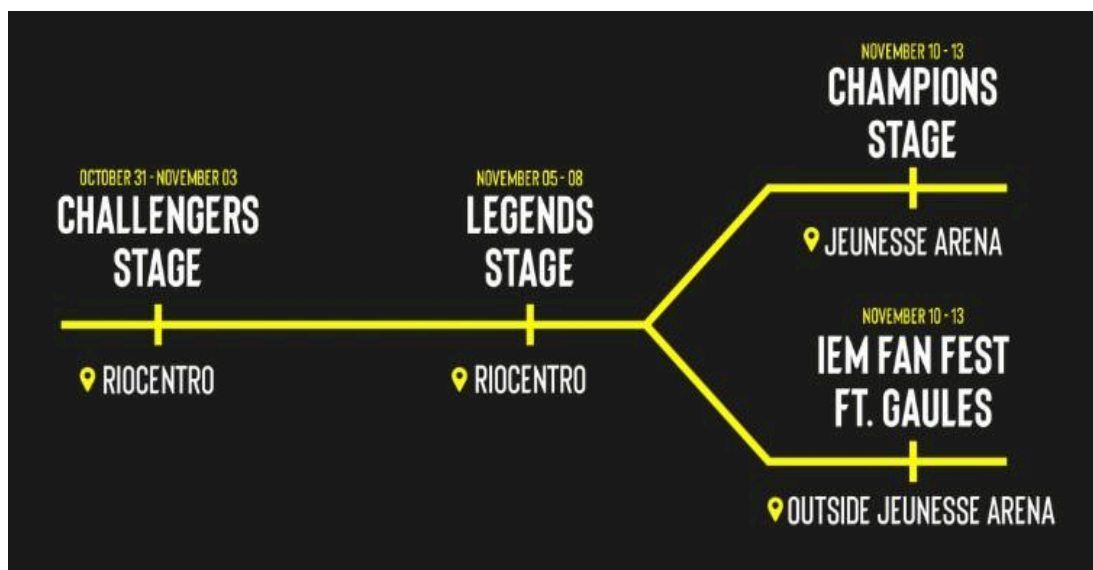 OCTOBER 31 - NOVEMBER 03
CHALLENGERS
STAGE
RIOCENTRO
NOVEMBER 05 - 08
LEGENDS
STAGE
RIOCENTRO
NOVEMBER 10 - 13
CHAMPIONS
STAGE
JEUNESSE ARENA
NOVEMBER 10 - 13
IEM FAN FEST
FT. GAULES
OUTSIDE JEUNESSE ARENA